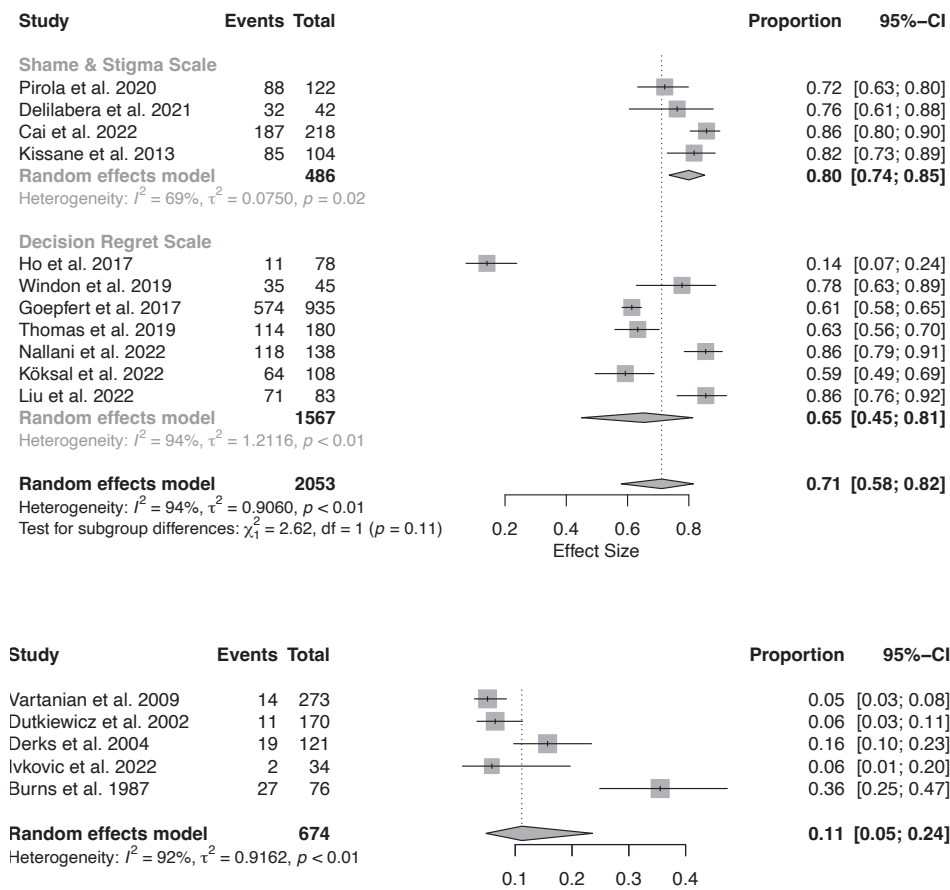 Study Events Total Proportion 95%−CI
Shame & Stigma Scale
Pirola et al. 2020 88 122 0.72 [0.63; 0.80]
Delilabera et al. 2021 32 42 0.76 [0.61; 0.88]
Cai et al. 2022 187 218 0.86 [0.80; 0.90]
Kissane et al. 2013 85 104 0.82 [0.73; 0.89]
Random effects model 486 0.80 [0.74; 0.85]
Heterogeneity: I² = 69%, τ² = 0.0750, p = 0.02
Decision Regret Scale
Ho et al. 2017 11 78 0.14 [0.07; 0.24]
Windon et al. 2019 35 45 0.78 [0.63; 0.89]
Goepfert et al. 2017 574 935 0.61 [0.58; 0.65]
Thomas et al. 2019 114 180 0.63 [0.56; 0.70]
Nallani et al. 2022 118 138 0.86 [0.79; 0.91]
Köksal et al. 2022 64 108 0.59 [0.49; 0.69]
Liu et al. 2022 71 83 0.86 [0.76; 0.92]
Random effects model 1567 0.65 [0.45; 0.81]
Heterogeneity: I² = 94%, τ² = 1.2116, p < 0.01
Random effects model 2053 0.71 [0.58; 0.82]
Heterogeneity: I² = 94%, τ² = 0.9060, p < 0.01
Test for subgroup differences: χ²₁ = 2.62, df = 1 (p = 0.11)
0.2 0.4 0.6 0.8
Effect Size
Study Events Total Proportion 95%−CI
Vartanian et al. 2009 14 273 0.05 [0.03; 0.08]
Dutkiewicz et al. 2002 11 170 0.06 [0.03; 0.11]
Derks et al. 2004 19 121 0.16 [0.10; 0.23]
Ivkovic et al. 2022 2 34 0.06 [0.01; 0.20]
Burns et al. 1987 27 76 0.36 [0.25; 0.47]
Random effects model 674 0.11 [0.05; 0.24]
Heterogeneity: I² = 92%, τ² = 0.9162, p < 0.01
0.1 0.2 0.3 0.4